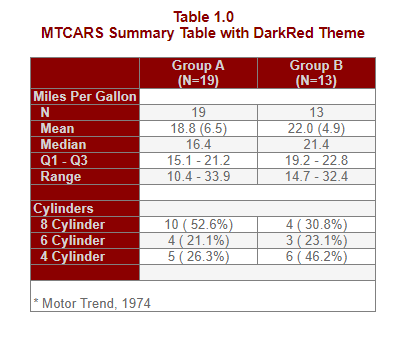 Table 1.0
MTCARS Summary Table with DarkRed Theme
Group A Group B
(N=19) (N=13)
Miles Per Gallon
N 19 13
Mean 18.8 (6.5) 22.0 (4.9)
Median 16.4 21.4
Q1 - Q3 15.1 - 21.2 19.2 - 22.8
Range 10.4 - 33.9 14.7 - 32.4
Cylinders
8 Cylinder 10 ( 52.6%) 4 ( 30.8%)
6 Cylinder 4 ( 21.1%) 3 ( 23.1%)
4 Cylinder 5 ( 26.3%) 6 ( 46.2%)
* Motor Trend, 1974